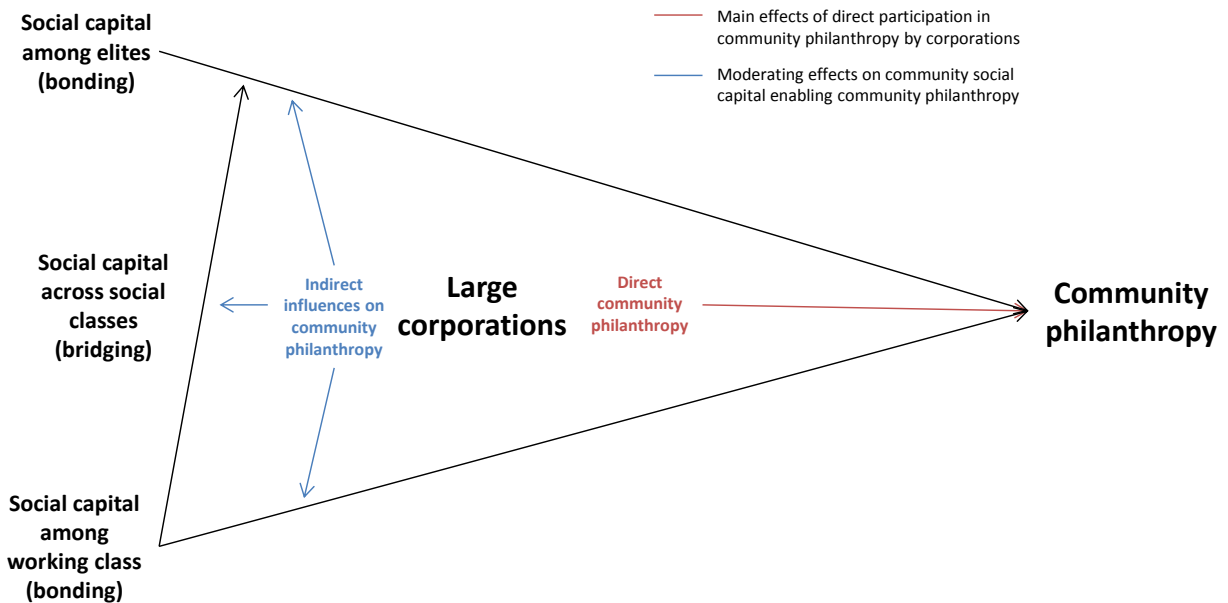 Social capital
among elites
(bonding)
Main effects of direct participation in
community philanthropy by corporations
Moderating effects on community social
capital enabling community philanthropy
Social capital
across social
classes
(bridging)
Indirect
influences on
community
philanthropy
Large
corporations
Direct
community
philanthropy
Community
philanthropy
Social capital
among
working class
(bonding)